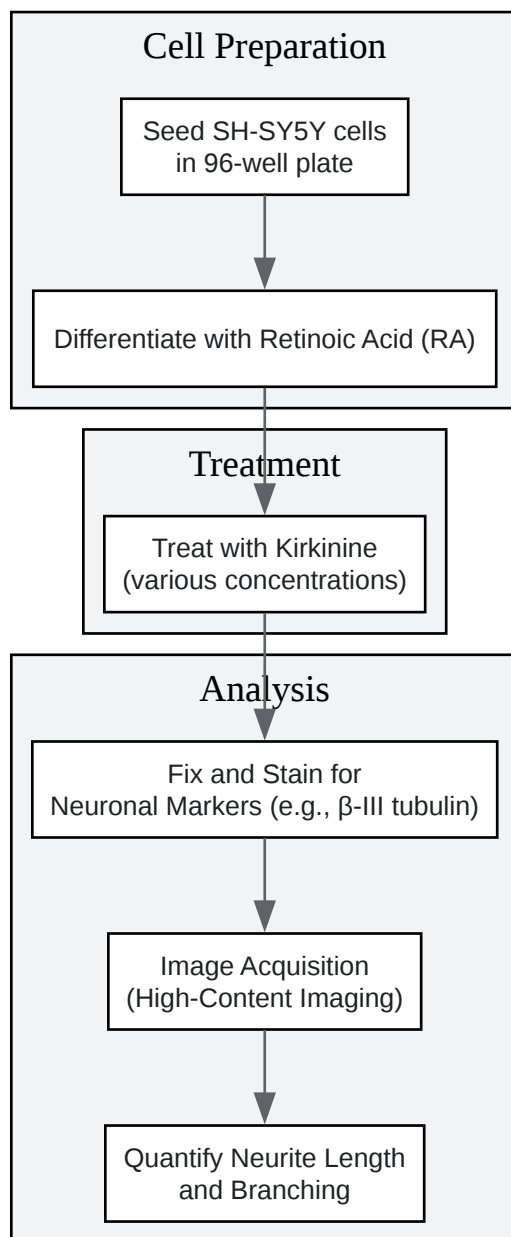 Cell Preparation
Seed SH-SY5Y cells
in 96-well plate
Differentiate with Retinoic Acid (RA)
Treatment
Treat with Kirkinine
(various concentrations)
Analysis
Fix and Stain for
Neuronal Markers (e.g., β-III tubulin)
Image Acquisition
(High-Content Imaging)
Quantify Neurite Length
and Branching